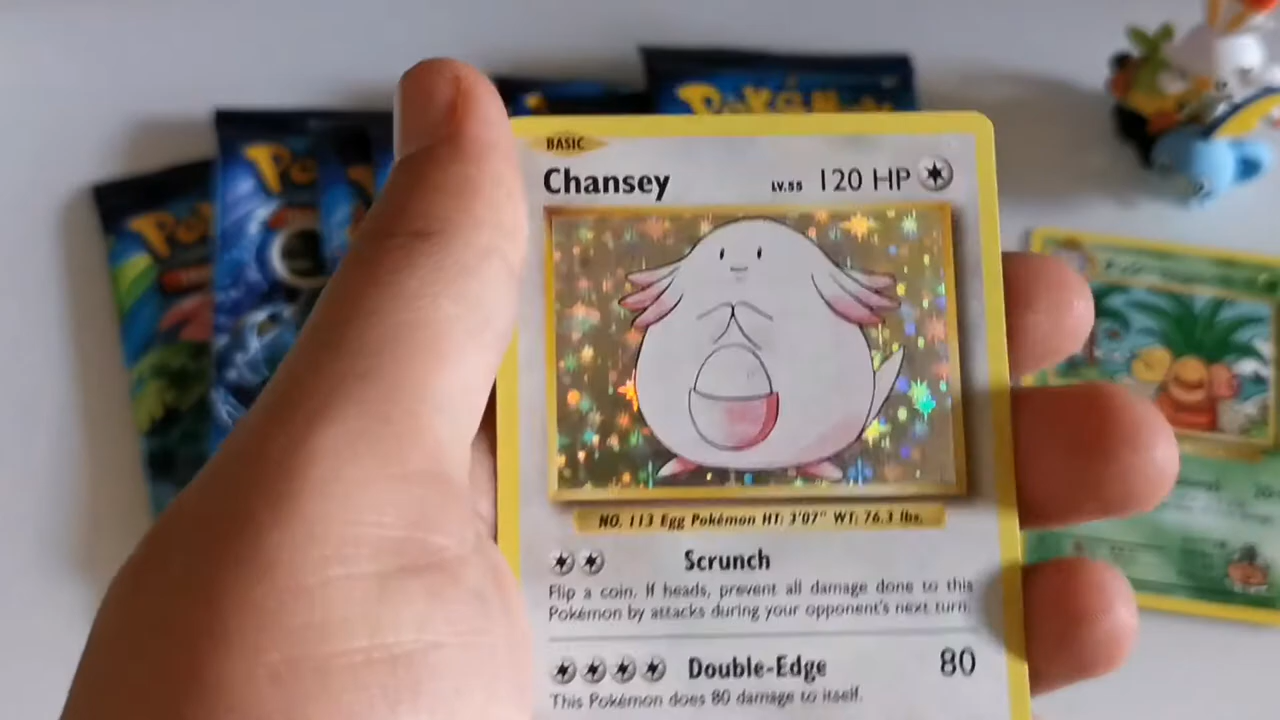 Pokémon
BASIC
Chansey LV.55 120 HP
NO. 113 Egg Pokémon HT: 3'07" WT: 76.3 lbs.
Scrunch
Flip a coin. If heads, prevent all damage done to this
Pokémon by attacks during your opponent's next turn.
Double-Edge 80
This Pokémon does 80 damage to itself.